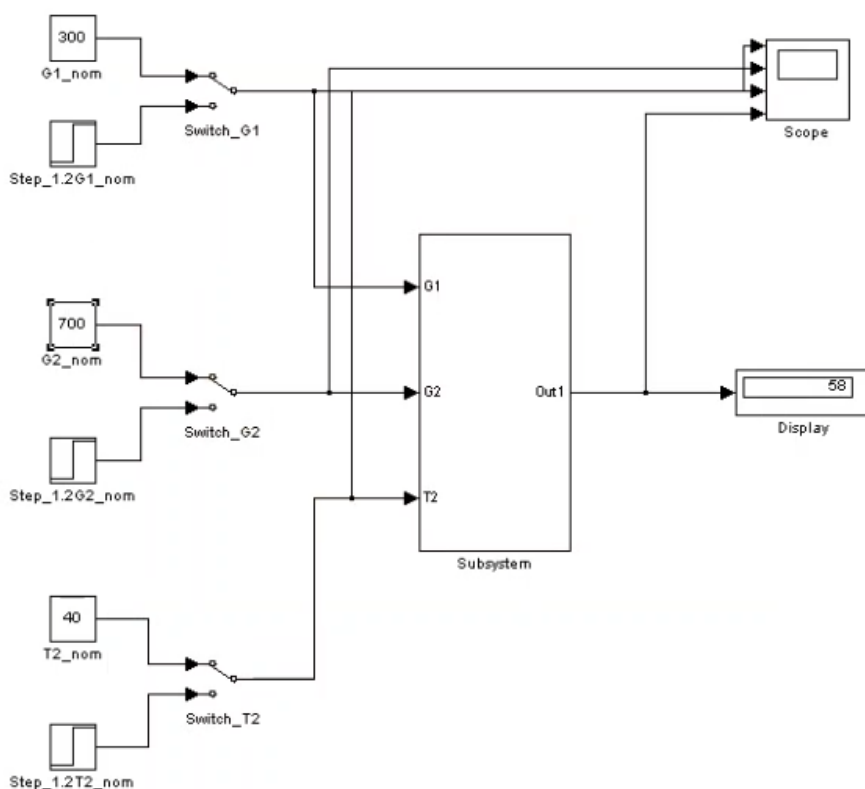 300
G1_nom
Switch_G1
Step_1.2G1_nom
Scope
G1
700
G2_nom
G2
Out1
58
Switch_G2
Display
Step_1.2G2_nom
T2
Subsystem
40
T2_nom
Switch_T2
Step_1.2T2_nom